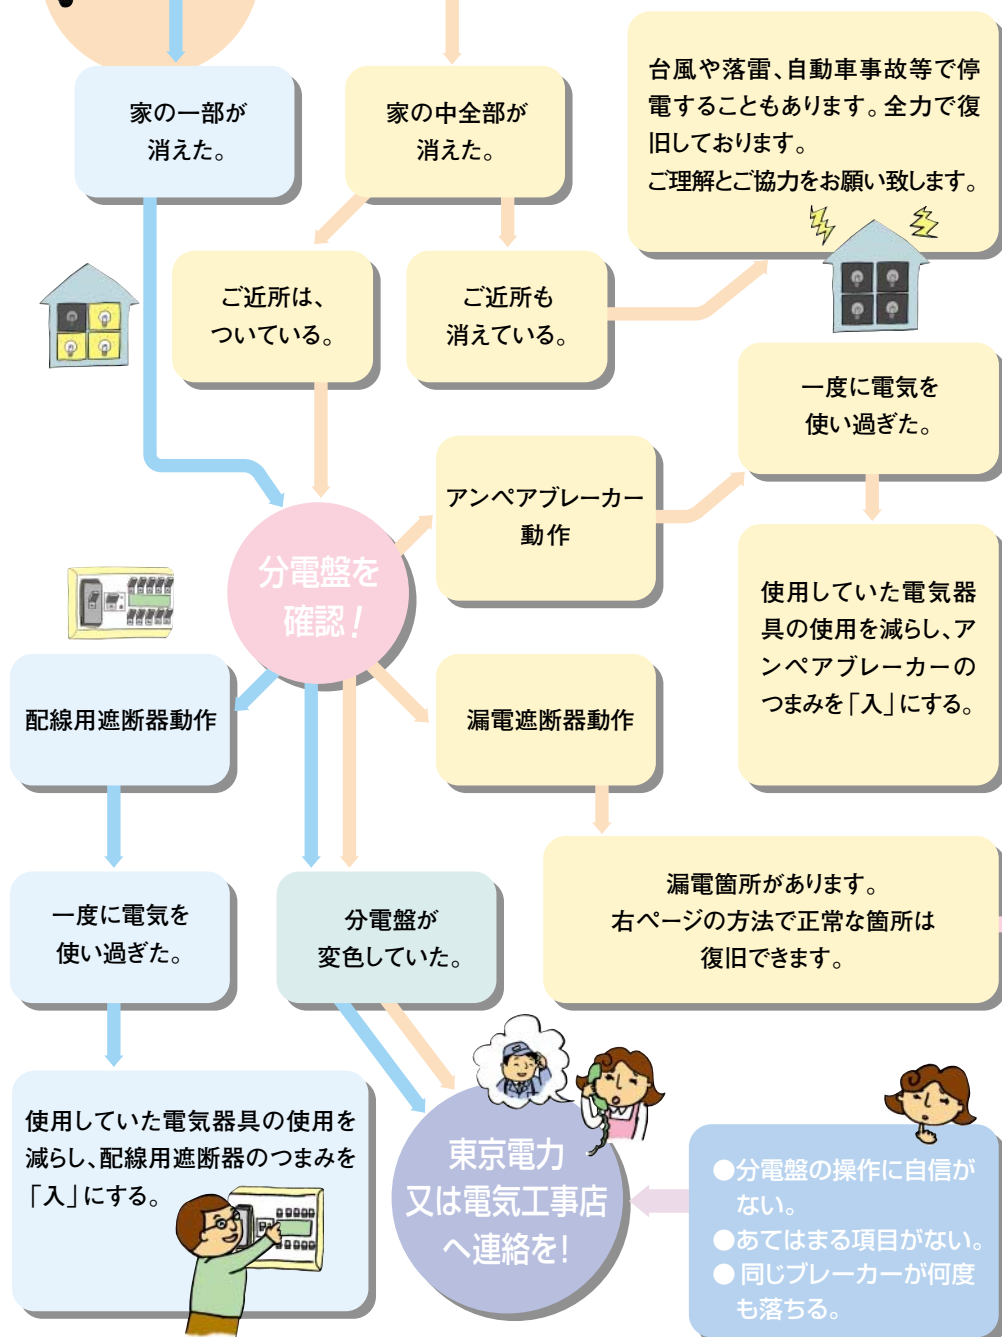 家の一部が
消えた。
家の中全部が
消えた。
台風や落雷、自動車事故等で停
電することもあります。全力で復
旧しております。
ご理解とご協力をお願い致します。
ご近所は、
ついている。
ご近所も
消えている。
一度に電気を
使い過ぎた。
アンペアブレーカー
動作
分電盤を
確認!
使用していた電気器
具の使用を減らし、ア
ンペアブレーカーの
つまみを「入」にする。
配線用遮断器動作
漏電遮断器動作
一度に電気を
使い過ぎた。
分電盤が
変色していた。
漏電箇所があります。
右ページの方法で正常な箇所は
復旧できます。
使用していた電気器具の使用を
減らし、配線用遮断器のつまみを
「入」にする。
東京電力
又は電気工事店
へ連絡を!
●分電盤の操作に自信が
ない。
●あてはまる項目がない。
●同じブレーカーが何度
も落ちる。